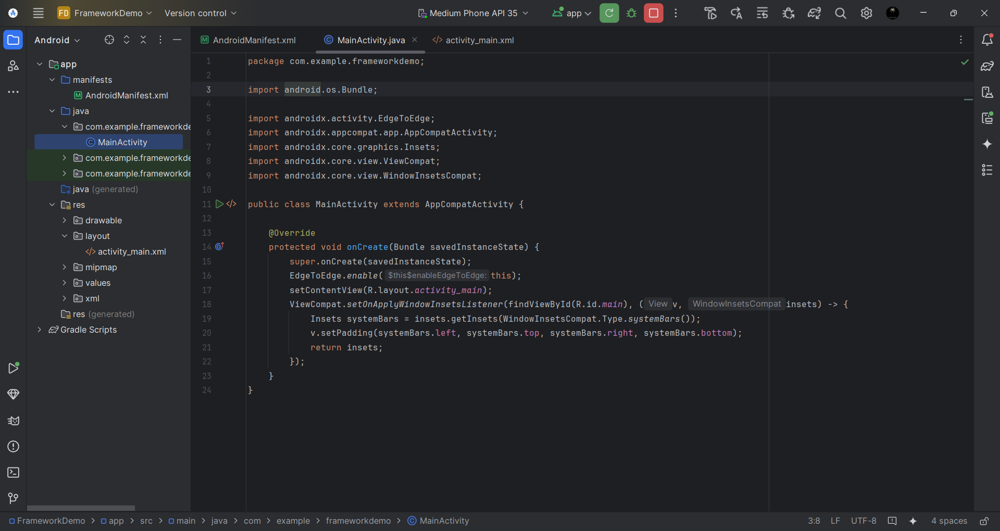 FD FrameworkDemo Version control Medium Phone API 35 app
Android
AndroidManifest.xml MainActivity.java activity_main.xml
app
manifests
AndroidManifest.xml
java
com.example.frameworkde
MainActivity
com.example.frameworkde
com.example.frameworkde
java (generated)
res
drawable
layout
activity_main.xml
mipmap
values
xml
res (generated)
Gradle Scripts
1 package com.example.frameworkdemo;
2
3 import android.os.Bundle;
4
5 import androidx.activity.EdgeToEdge;
6 import androidx.appcompat.app.AppCompatActivity;
7 import androidx.core.graphics.Insets;
8 import androidx.core.view.ViewCompat;
9 import androidx.core.view.WindowInsetsCompat;
10
11 public class MainActivity extends AppCompatActivity {
12
13 @Override
14 protected void onCreate(Bundle savedInstanceState) {
15 super.onCreate(savedInstanceState);
16 EdgeToEdge.enable( $this$enableEdgeToEdge: this);
17 setContentView(R.layout.activity_main);
18 ViewCompat.setOnApplyWindowInsetsListener(findViewById(R.id.main), ( View v, WindowInsetsCompat insets) -> {
19 Insets systemBars = insets.getInsets(WindowInsetsCompat.Type.systemBars());
20 v.setPadding(systemBars.left, systemBars.top, systemBars.right, systemBars.bottom);
21 return insets;
22 });
23 }
24 }
FrameworkDemo > app > src > main > java > com > example > frameworkdemo > MainActivity 3:8 LF UTF-8 4 spaces